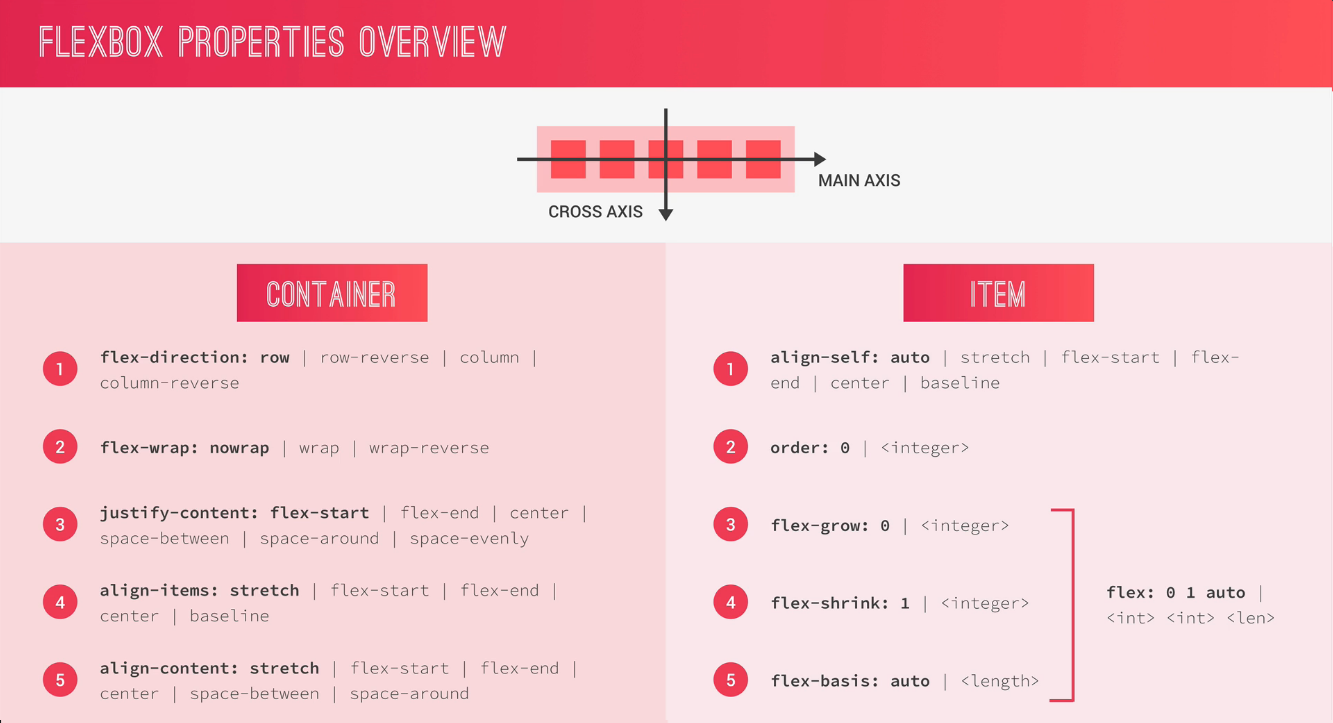 FLEXBOX PROPERTIES OVERVIEW
MAIN AXIS
CROSS AXIS
CONTAINER
1
flex-direction: row | row-reverse | column |
column-reverse
2
flex-wrap: nowrap | wrap | wrap-reverse
3
justify-content: flex-start | flex-end | center |
space-between | space-around | space-evenly
4
align-items: stretch | flex-start | flex-end |
center | baseline
5
align-content: stretch | flex-start | flex-end |
center | space-between | space-around
ITEM
1
align-self: auto | stretch | flex-start | flex-
end | center | baseline
2
order: 0 | <integer>
3
flex-grow: 0 | <integer>
4
flex-shrink: 1 | <integer>
5
flex-basis: auto | <length>
flex: 0 1 auto |
<int> <int> <len>